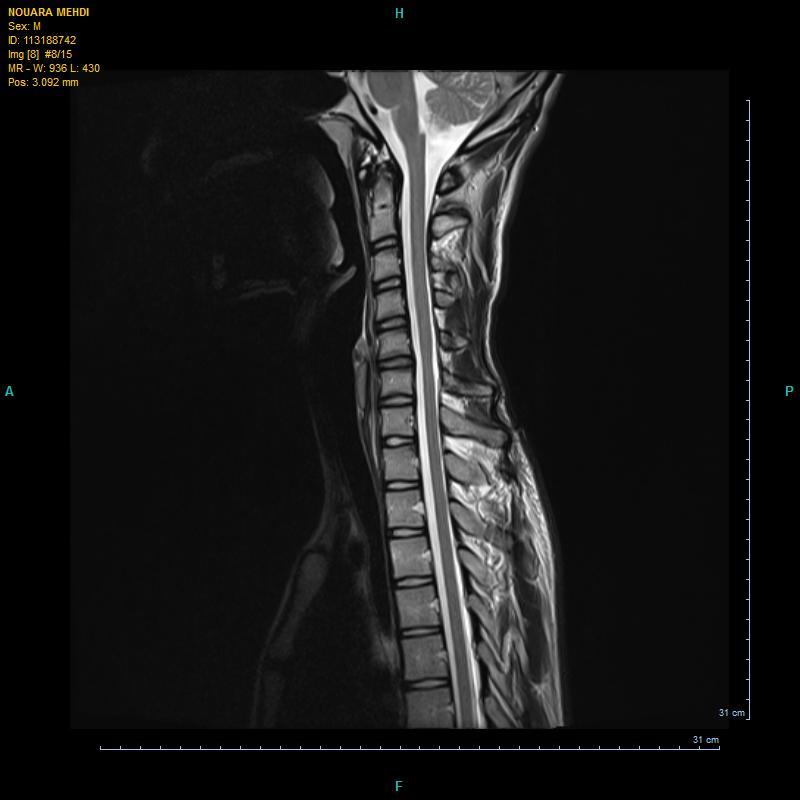 NOUARA MEHDI
Sex: M
ID: 113188742
Img [8] #8/15
MR - W: 936 L: 430
Pos: 3.092 mm
H
A
P
31 cm
31 cm
F